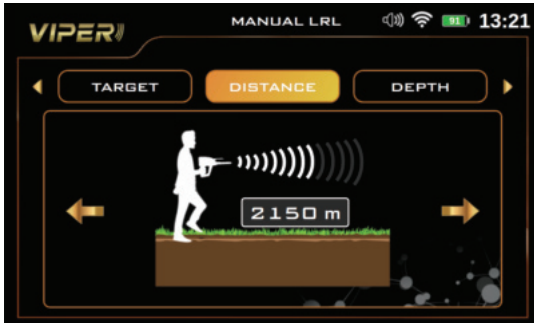 VIPER
MANUAL LRL 91 13:21
TARGET DISTANCE DEPTH
2150 m